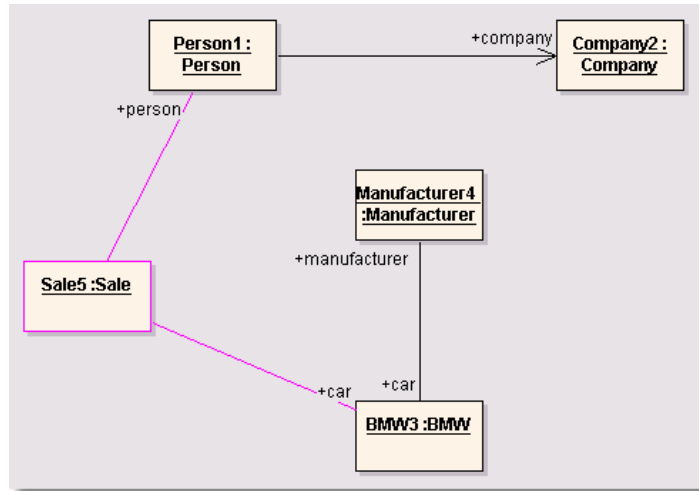 Person1 :
Person
+company
Company2 :
Company
+person
Manufacturer4
:Manufacturer
+manufacturer
Sale5 :Sale
+car
+car
BMW3 :BMW